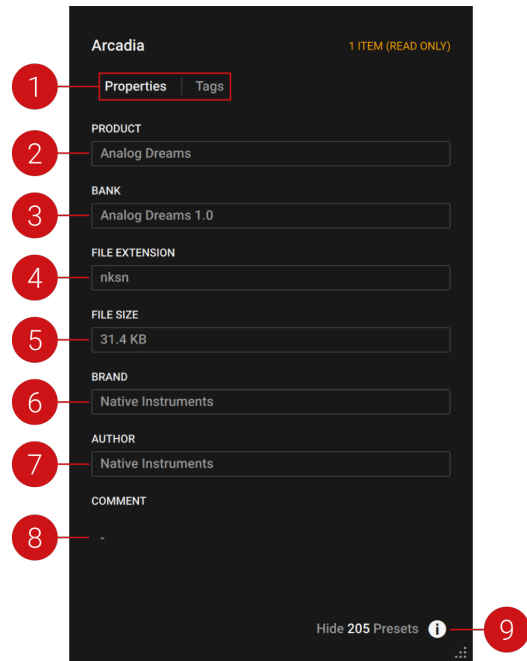 Arcadia 1 ITEM (READ ONLY)
1 Properties Tags
PRODUCT
2 Analog Dreams
BANK
3 Analog Dreams 1.0
FILE EXTENSION
4 nksn
FILE SIZE
5 31.4 KB
BRAND
6 Native Instruments
AUTHOR
7 Native Instruments
COMMENT
8 -
Hide 205 Presets i 9